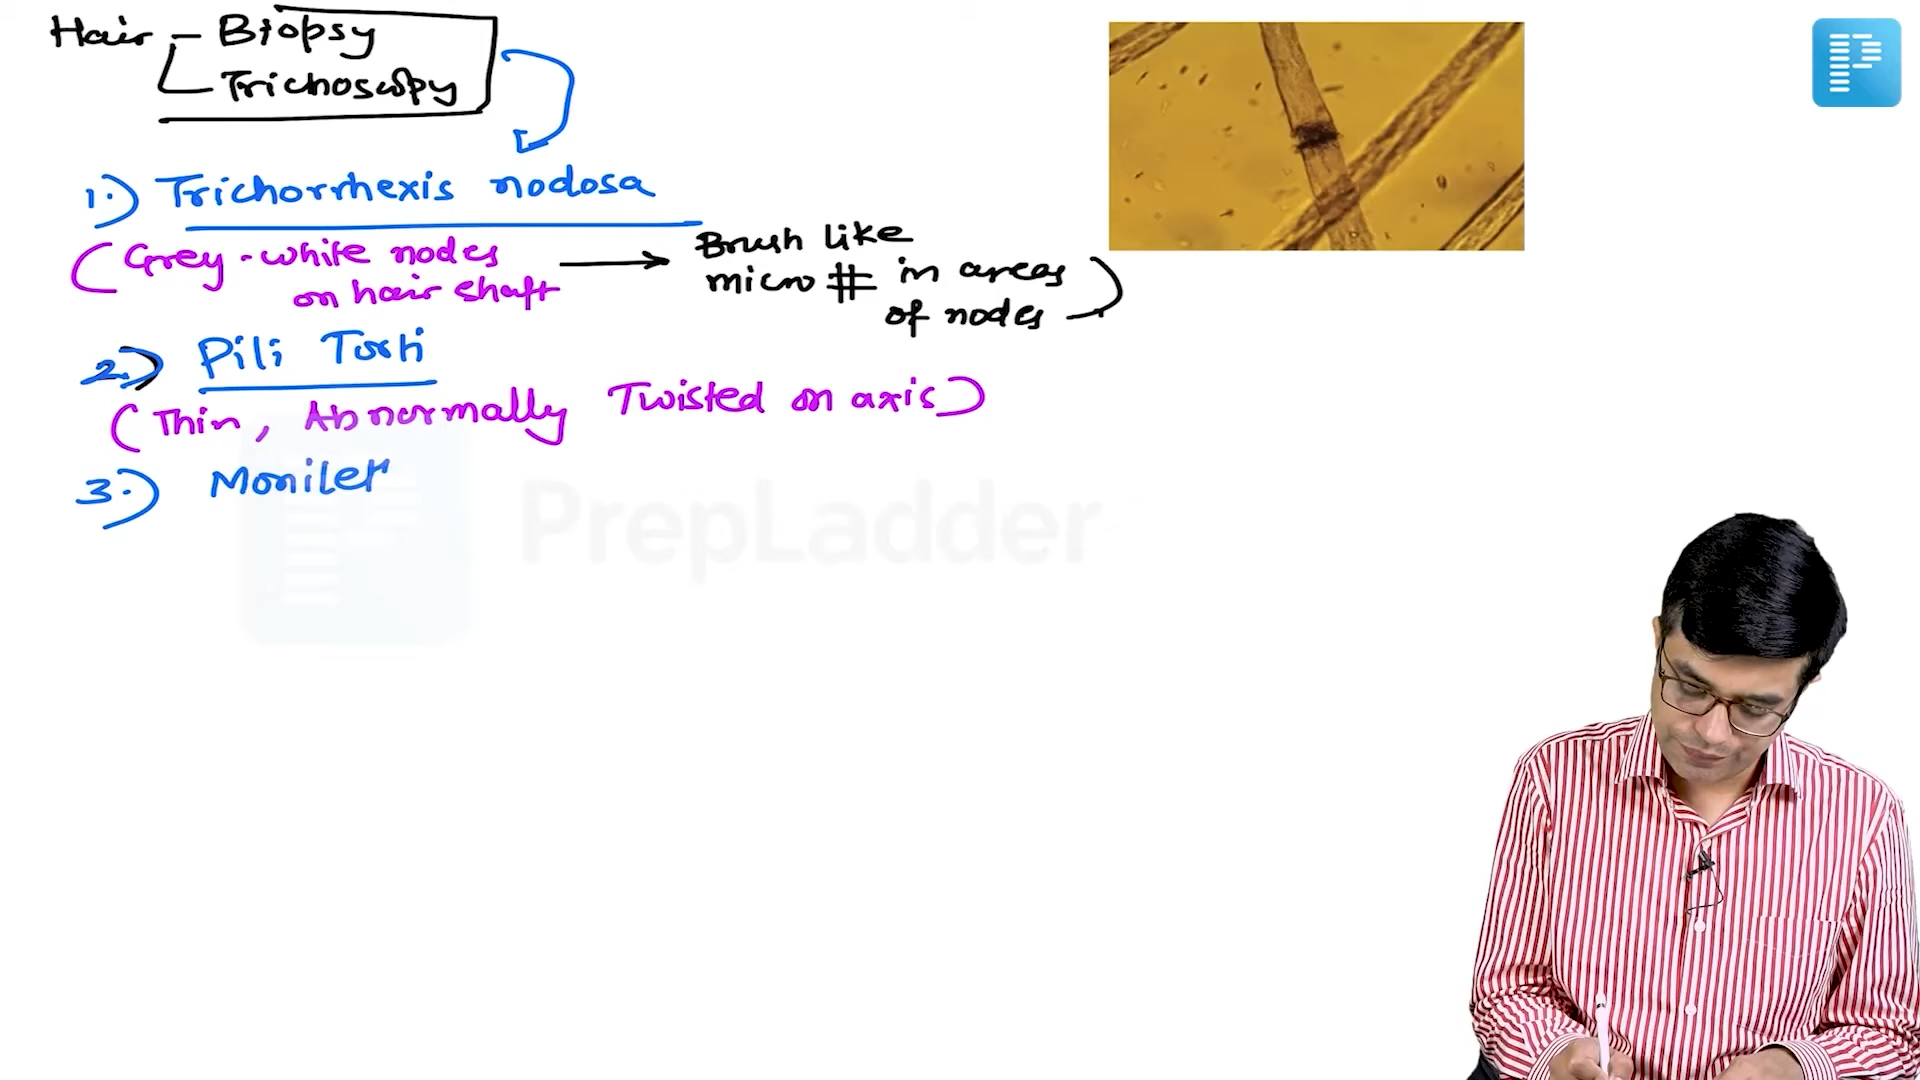 Hair - Biopsy
Trichoscopy
1.) Trichorrhexis nodosa
(Grey-white nodes
on hair shaft
→ Brush like
micro # in areas
of nodes)
2.) Pili Torti
(Thin, Abnormally Twisted on axis)
3.) Monilet
PrepLadder